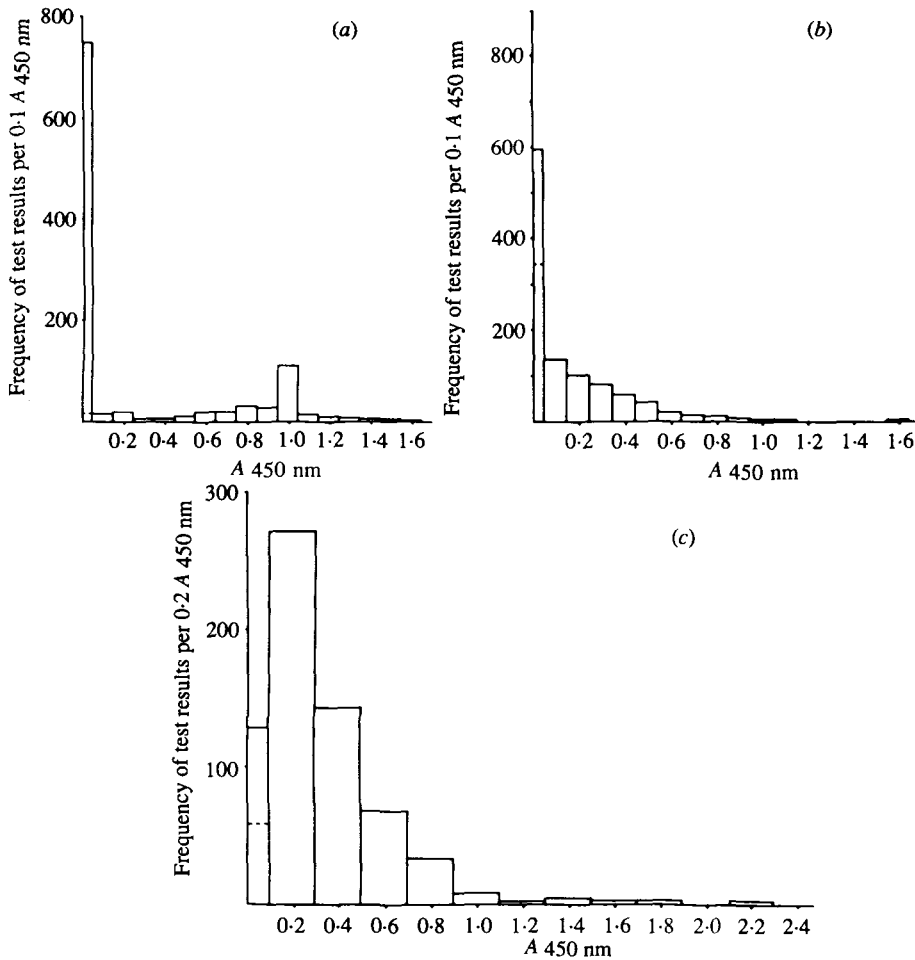 (a)
Frequency of test results per 0·1 A 450 nm
800
600
400
200
0·2 0·4 0·6 0·8 1·0 1·2 1·4 1·6
A 450 nm
(b)
Frequency of test results per 0·1 A 450 nm
800
600
400
200
0·2 0·4 0·6 0·8 1·0 1·2 1·4 1·6
A 450 nm
(c)
Frequency of test results per 0·2 A 450 nm
300
200
100
0·2 0·4 0·6 0·8 1·0 1·2 1·4 1·6 1·8 2·0 2·2 2·4
A 450 nm